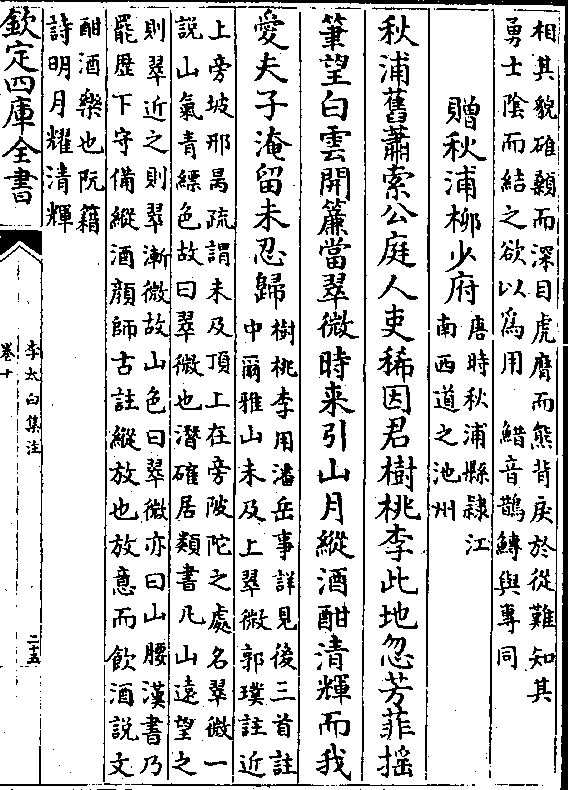 相其貌碓顙而深目虎膺而熊背戾於從難知其
勇士陰而結之欲以爲用　鯌音鵲鱄與專同
贈秋浦柳少府唐時秋浦縣隸江
南西道之池州
秋浦舊蕭索公庭人吏稀因君樹桃李此地忽芳菲揺
筆望白雲開簾當翠微時来引山月縱酒酣清輝而我
愛夫子淹留未忍歸樹桃李用潘岳事詳見後三首註
中爾雅山未及上翠微郭璞註近
上旁坡邢昺疏謂未及頂上在旁陂陀之處名翠微一
説山氣青縹色故曰翠微也潛確居類書凡山遠望之
則翠近之則翠漸微故山色曰翠微亦曰山腰漢書乃
罷歴下守備縱酒顔師古註縱放也放意而飲酒説文
酣酒樂也阮籍
詩明月耀清輝
欽定四庫全書
李太白集注
卷十
二十五